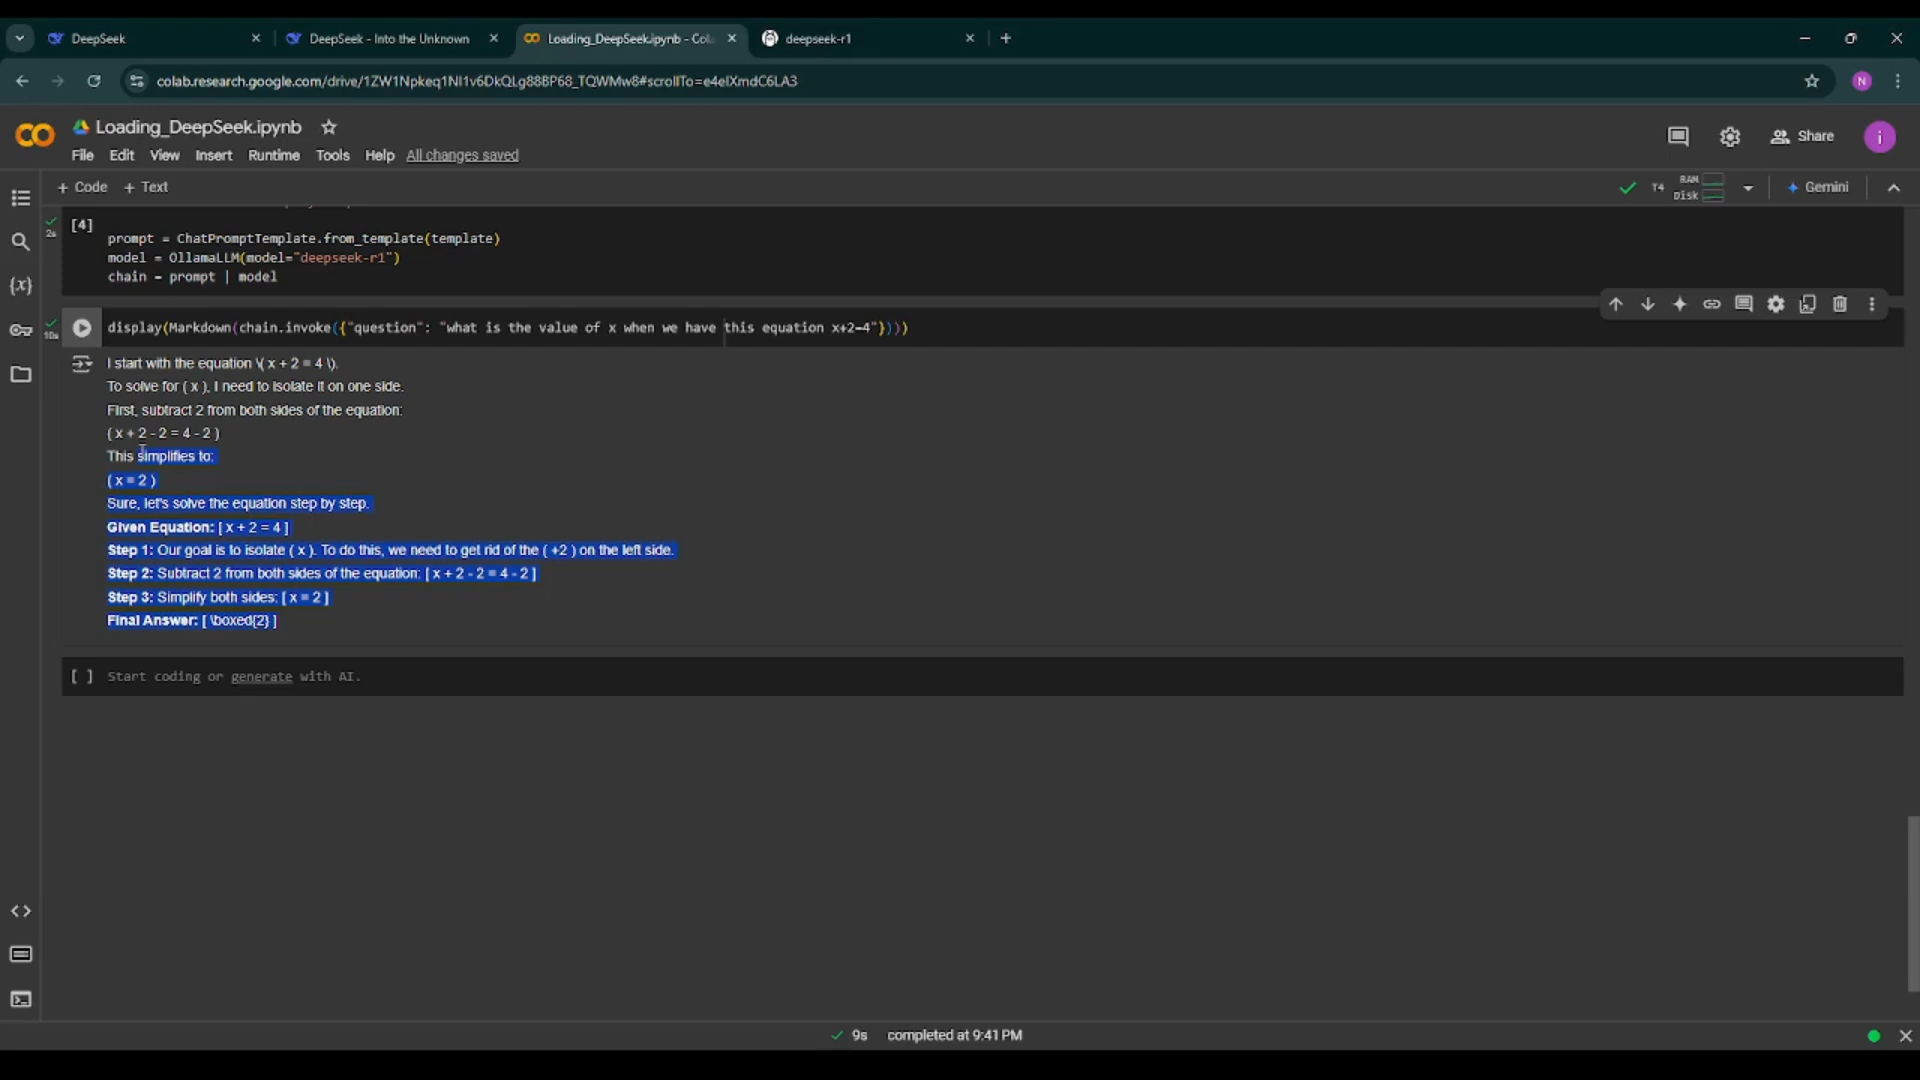 DeepSeek
DeepSeek - Into the Unknown
Loading_DeepSeek.ipynb - Col
deepseek-r1
colab.research.google.com/drive/1ZW1Npkeq1NI1v6DkQLg88BP68_TQWMw8#scrollTo=e4elXmdC6LA3
N
Loading_DeepSeek.ipynb
Share
i
File Edit View Insert Runtime Tools Help All changes saved
+ Code + Text
T4 RAM Disk
Gemini
[4]
2s
prompt = ChatPromptTemplate.from_template(template)
model = OllamaLLM(model="deepseek-r1")
chain = prompt | model
10s
display(Markdown(chain.invoke({"question": "what is the value of x when we have this equation x+2=4"})))
I start with the equation \( x + 2 = 4 \).
To solve for ( x ), I need to isolate it on one side.
First, subtract 2 from both sides of the equation:
( x + 2 - 2 = 4 - 2 )
This simplifies to:
( x = 2 )
Sure, let's solve the equation step by step.
Given Equation: [ x + 2 = 4 ]
Step 1: Our goal is to isolate ( x ). To do this, we need to get rid of the ( +2 ) on the left side.
Step 2: Subtract 2 from both sides of the equation: [ x + 2 - 2 = 4 - 2 ]
Step 3: Simplify both sides: [ x = 2 ]
Final Answer: [ \boxed{2} ]
[ ] Start coding or generate with AI.
9s completed at 9:41 PM